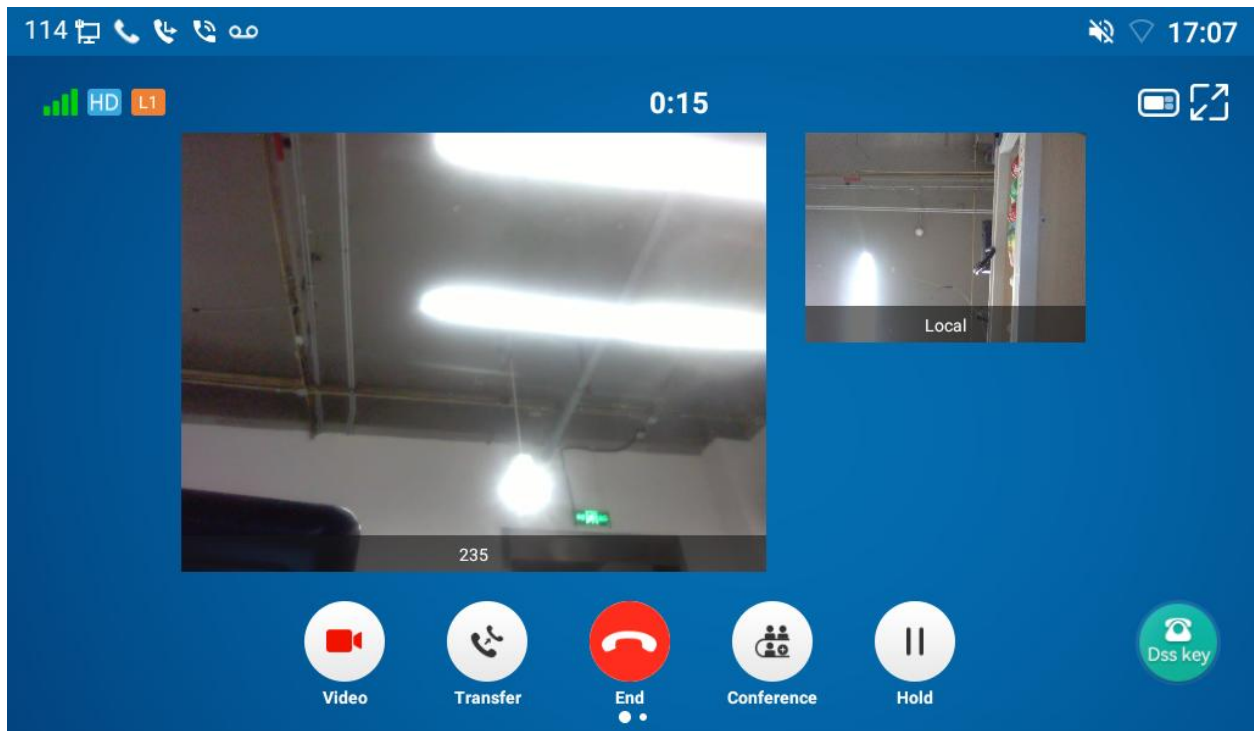 114
17:07
HD L1
0:15
Local
235
Video Transfer End Conference Hold
Dss key